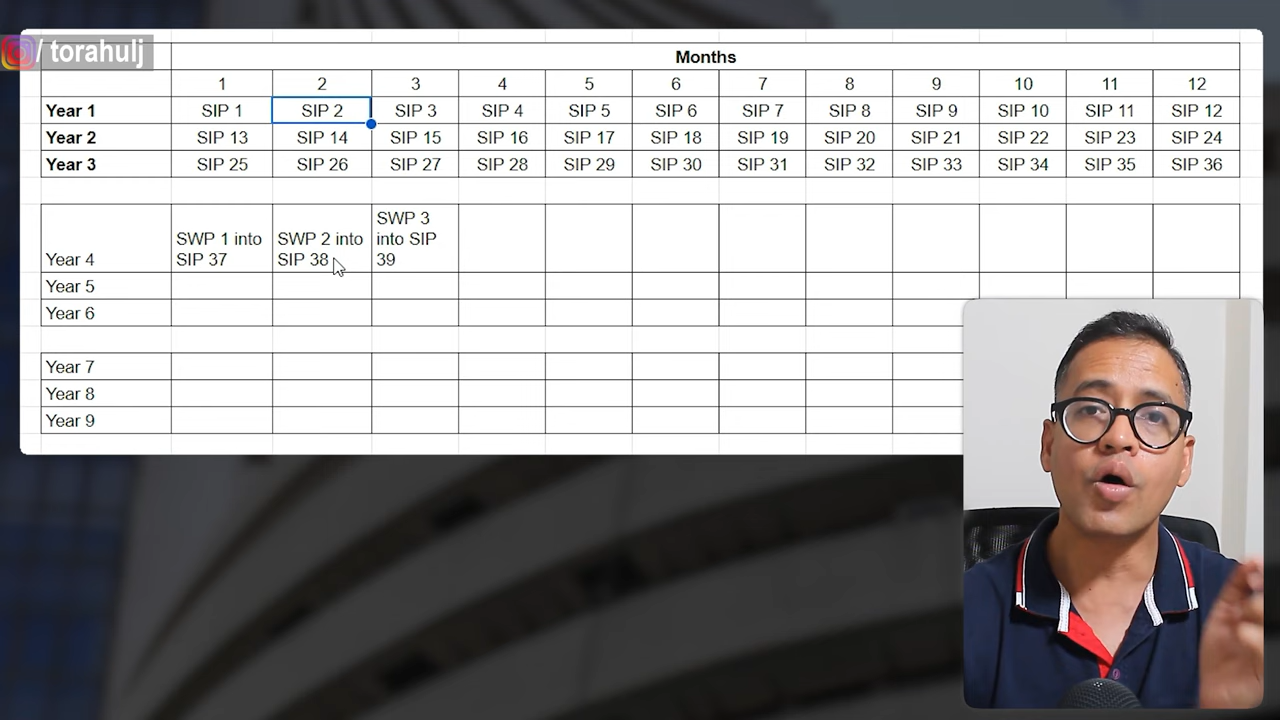 / torahulj
Months
1 2 3 4 5 6 7 8 9 10 11 12
Year 1 SIP 1 SIP 2 SIP 3 SIP 4 SIP 5 SIP 6 SIP 7 SIP 8 SIP 9 SIP 10 SIP 11 SIP 12
Year 2 SIP 13 SIP 14 SIP 15 SIP 16 SIP 17 SIP 18 SIP 19 SIP 20 SIP 21 SIP 22 SIP 23 SIP 24
Year 3 SIP 25 SIP 26 SIP 27 SIP 28 SIP 29 SIP 30 SIP 31 SIP 32 SIP 33 SIP 34 SIP 35 SIP 36
Year 4
SWP 1 into
SIP 37
SWP 2 into
SIP 38
SWP 3
into SIP
39
Year 5
Year 6
Year 7
Year 8
Year 9